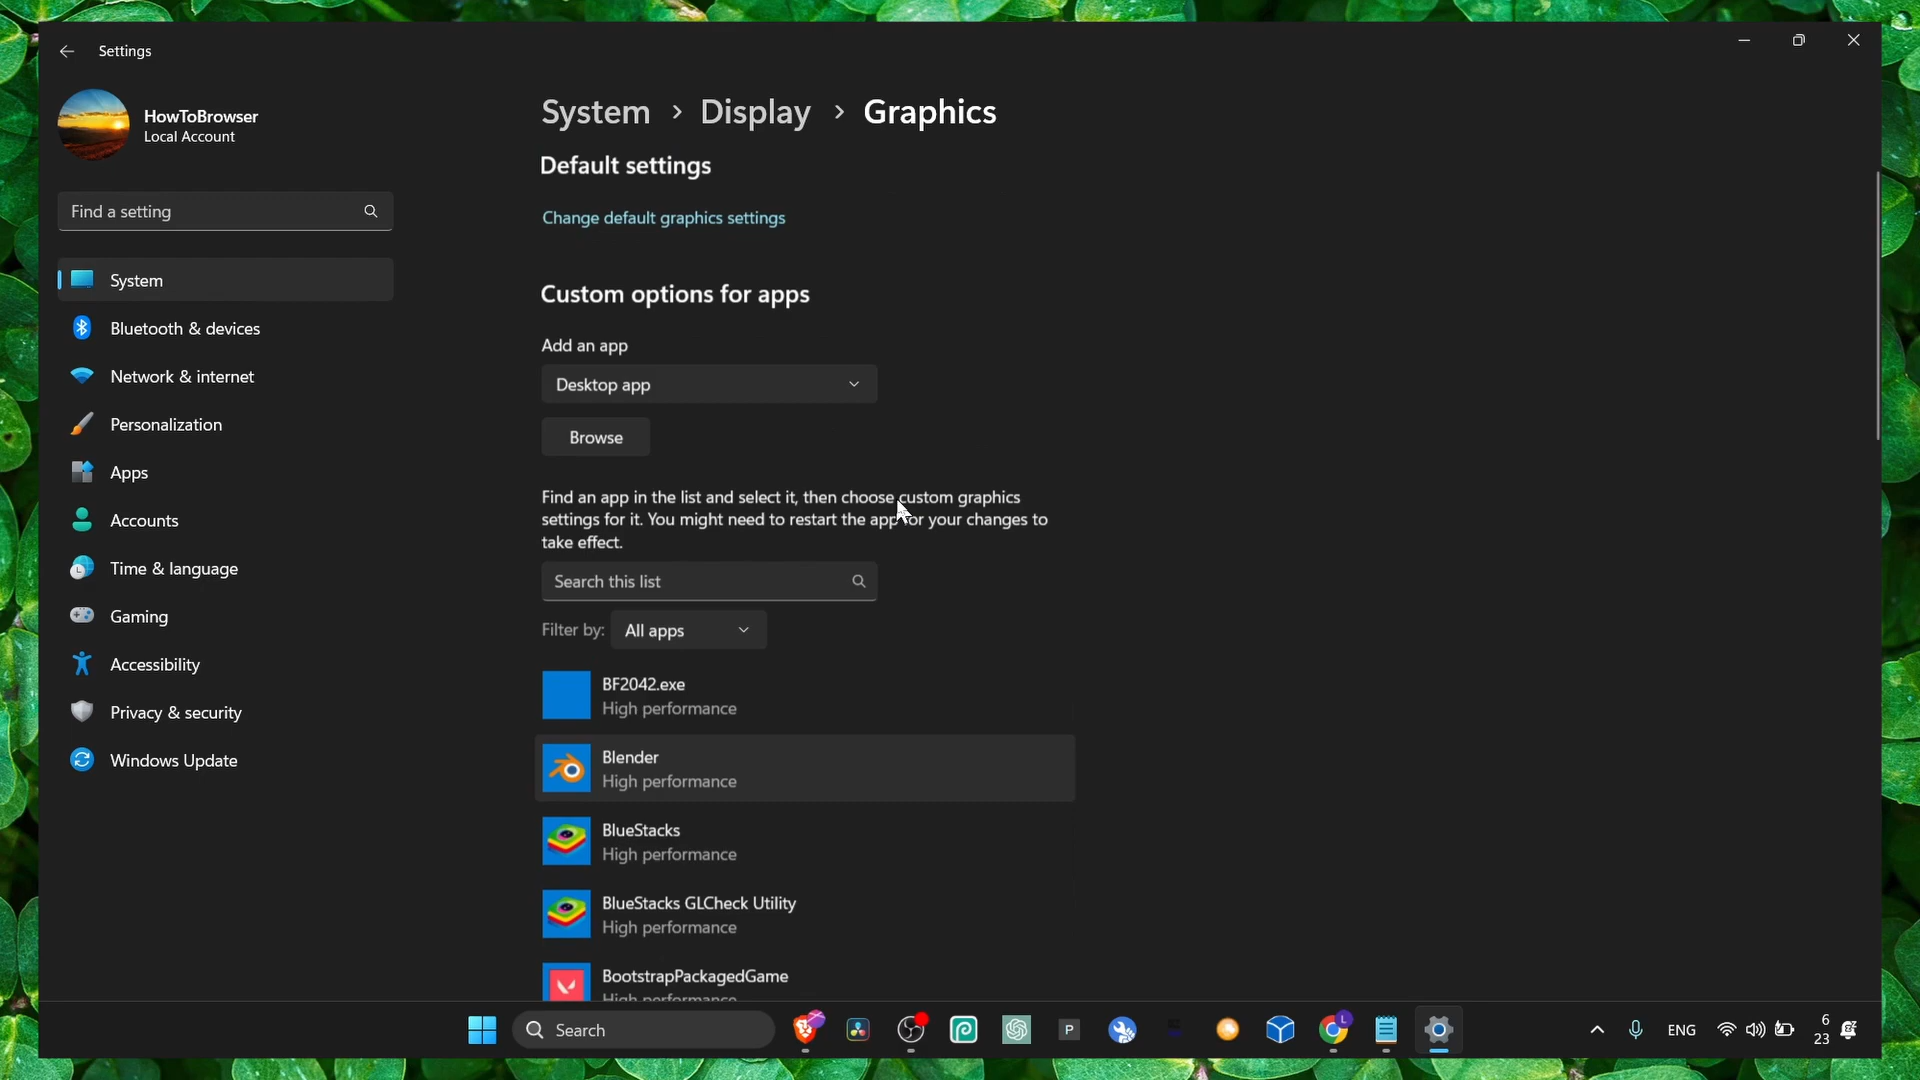 Settings
HowToBrowser
Local Account
Find a setting
System
Bluetooth & devices
Network & internet
Personalization
Apps
Accounts
Time & language
Gaming
Accessibility
Privacy & security
Windows Update
System > Display > Graphics
Default settings
Change default graphics settings
Custom options for apps
Add an app
Desktop app
Browse
Find an app in the list and select it, then choose custom graphics
settings for it. You might need to restart the app for your changes to
take effect.
Search this list
Filter by: All apps
BF2042.exe
High performance
Blender
High performance
BlueStacks
High performance
BlueStacks GLCheck Utility
High performance
BootstrapPackagedGame
High performance
Search
P
L
ENG
6
23